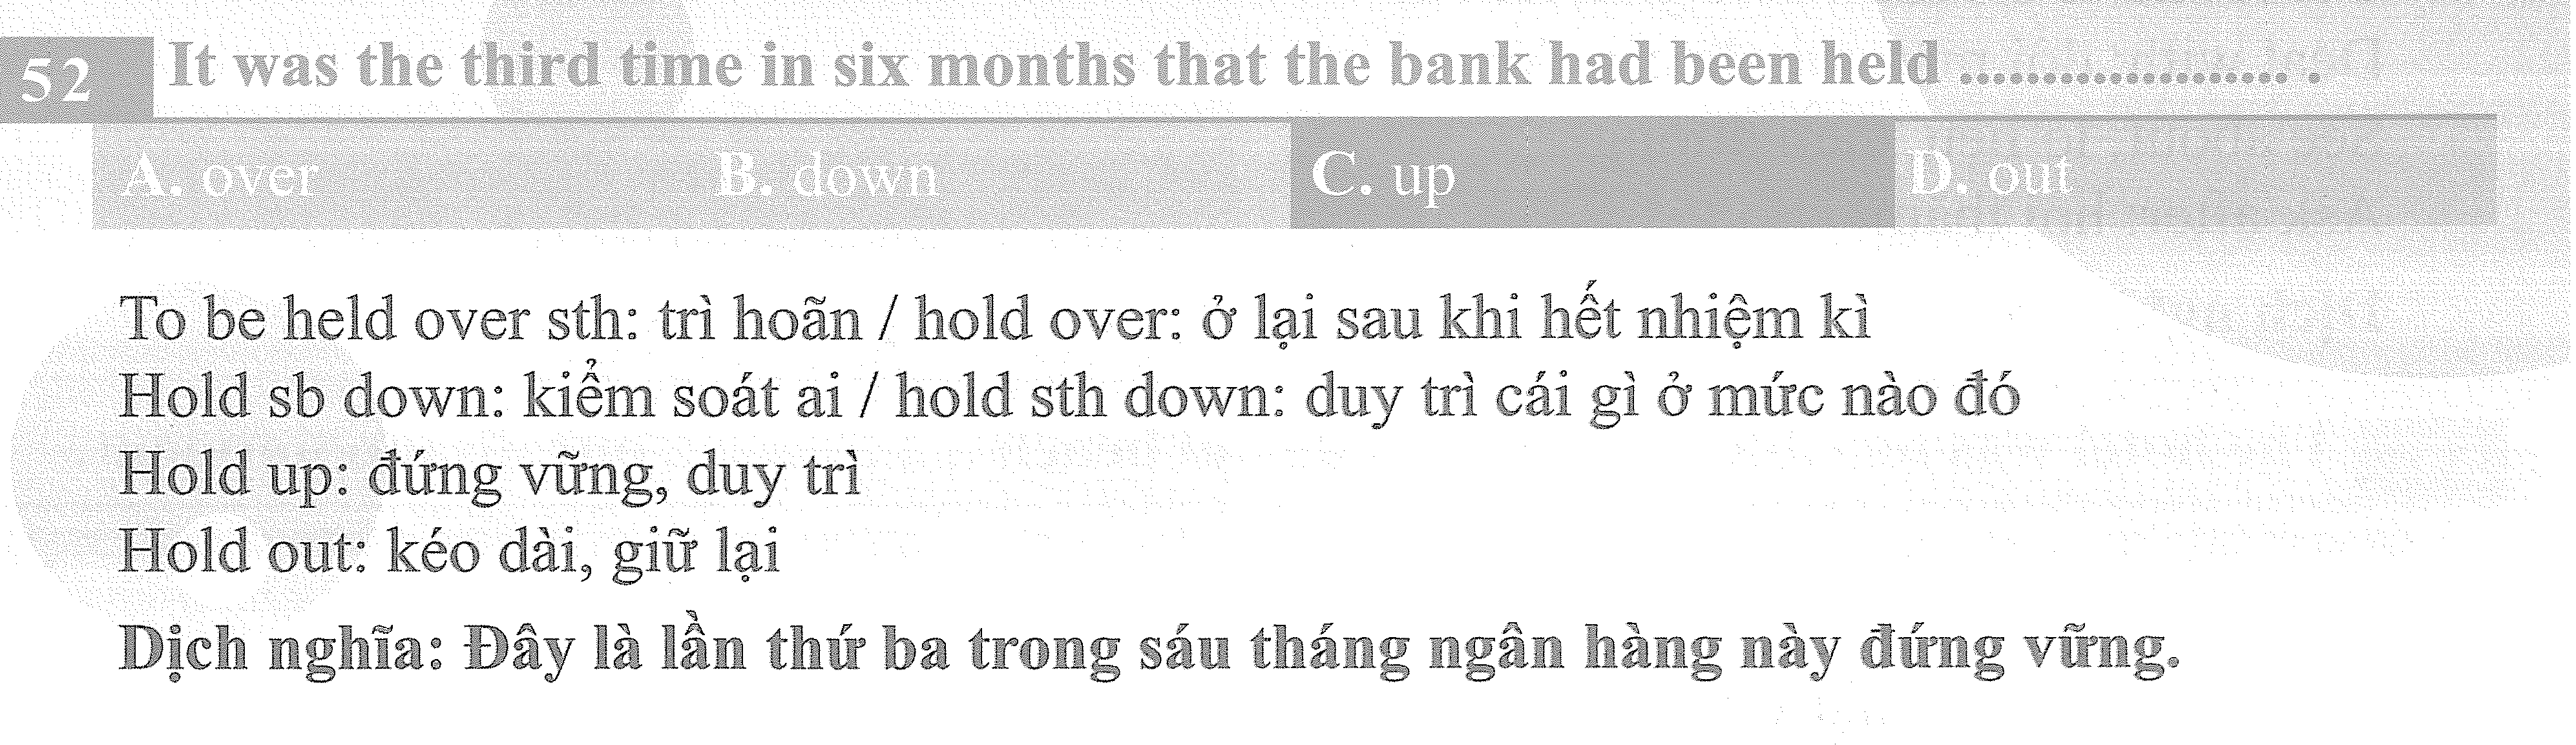 52 It was the third time in six months that the bank had been held .................... .
A. over B. down C. up D. out
To be held over sth: trì hoãn / hold over: ở lại sau khi hết nhiệm kì
Hold sb down: kiểm soát ai / hold sth down: duy trì cái gì ở mức nào đó
Hold up: đứng vững, duy trì
Hold out: kéo dài, giữ lại
Dịch nghĩa: Đây là lần thứ ba trong sáu tháng ngân hàng này đứng vững.